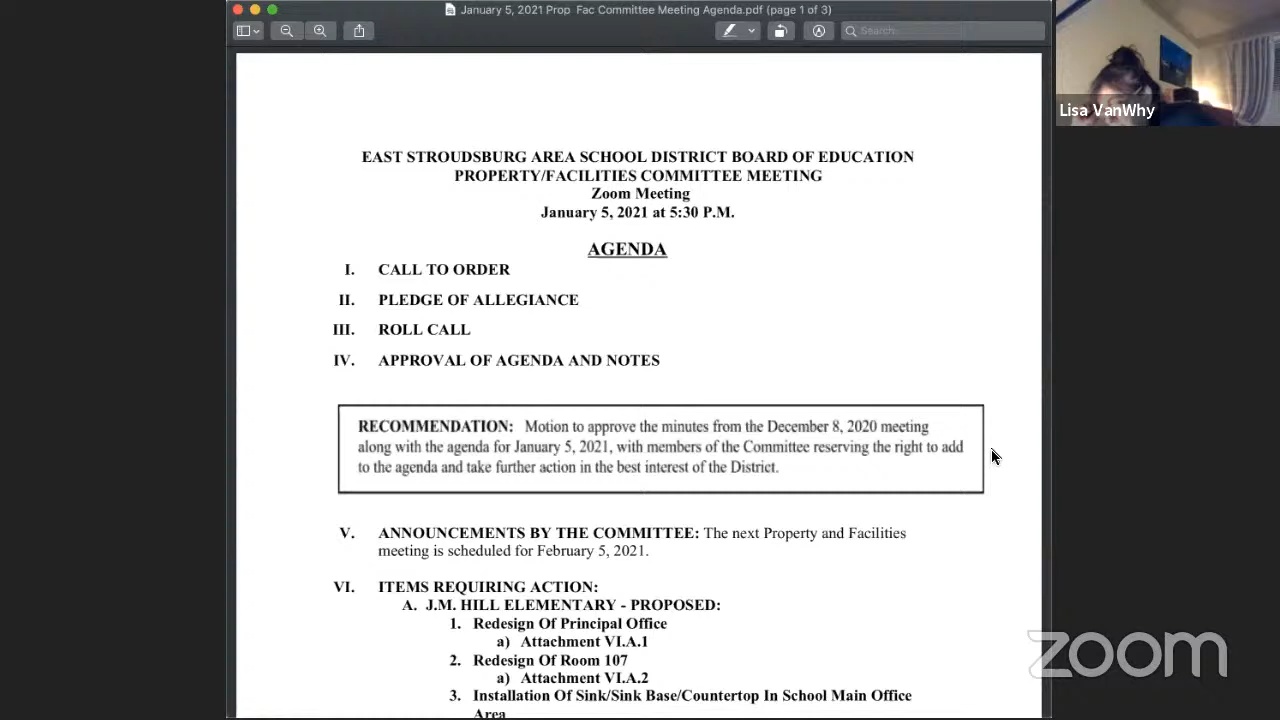 January 5, 2021 Prop Fac Committee Meeting Agenda.pdf (page 1 of 3)
Search
Lisa VanWhy
EAST STROUDSBURG AREA SCHOOL DISTRICT BOARD OF EDUCATION
PROPERTY/FACILITIES COMMITTEE MEETING
Zoom Meeting
January 5, 2021 at 5:30 P.M.
AGENDA
I. CALL TO ORDER
II. PLEDGE OF ALLEGIANCE
III. ROLL CALL
IV. APPROVAL OF AGENDA AND NOTES
RECOMMENDATION: Motion to approve the minutes from the December 8, 2020 meeting
along with the agenda for January 5, 2021, with members of the Committee reserving the right to add
to the agenda and take further action in the best interest of the District.
V. ANNOUNCEMENTS BY THE COMMITTEE: The next Property and Facilities
meeting is scheduled for February 5, 2021.
VI. ITEMS REQUIRING ACTION:
A. J.M. HILL ELEMENTARY - PROPOSED:
1. Redesign Of Principal Office
a) Attachment VI.A.1
2. Redesign Of Room 107
a) Attachment VI.A.2
3. Installation Of Sink/Sink Base/Countertop In School Main Office
Area
zoom